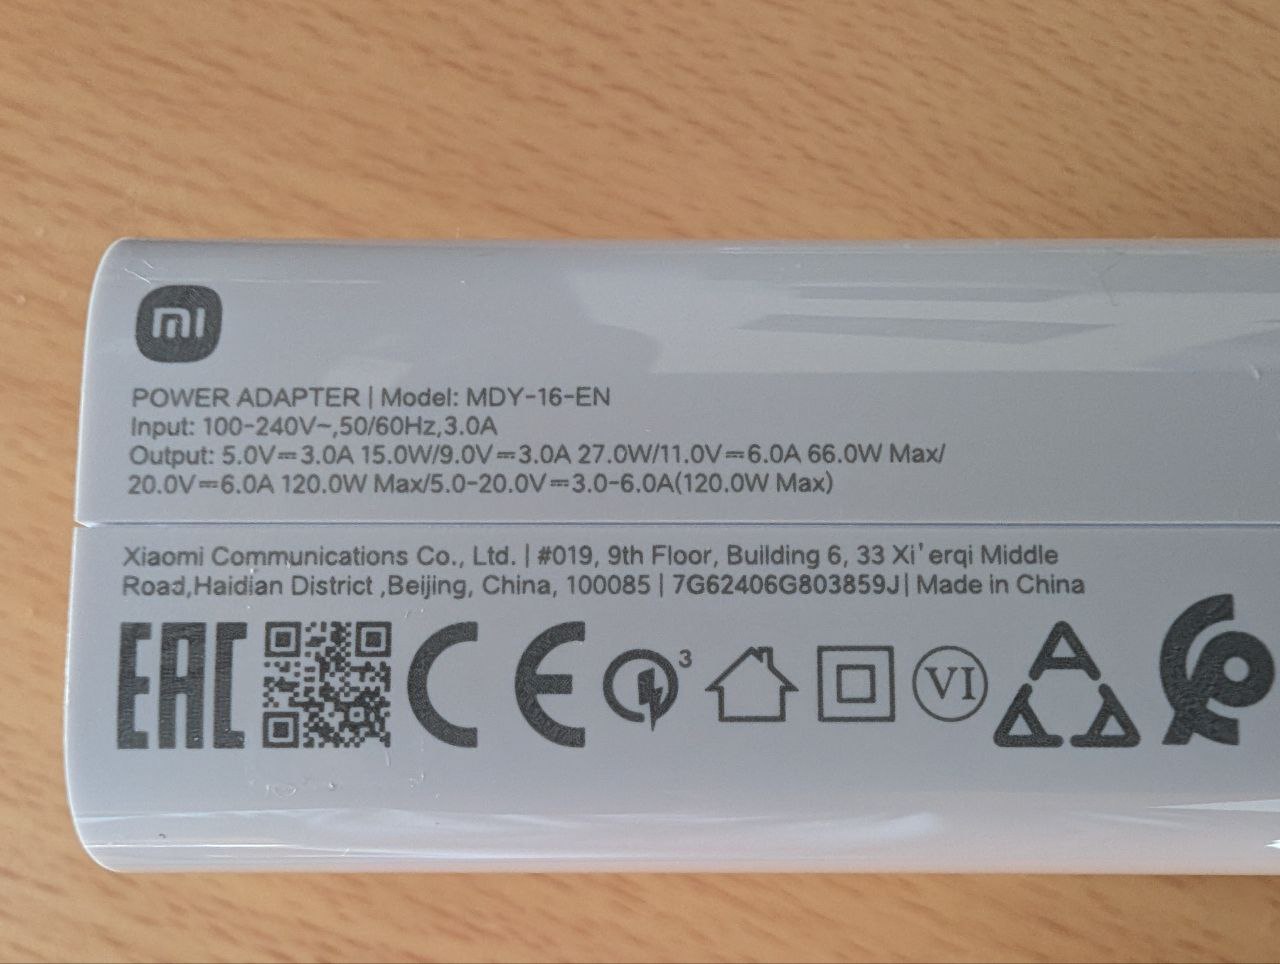 mi
POWER ADAPTER | Model: MDY-16-EN
Input: 100-240V~,50/60Hz,3.0A
Output: 5.0V⎓3.0A 15.0W/9.0V⎓3.0A 27.0W/11.0V⎓6.0A 66.0W Max/
20.0V⎓6.0A 120.0W Max/5.0-20.0V⎓3.0-6.0A(120.0W Max)
Xiaomi Communications Co., Ltd. | #019, 9th Floor, Building 6, 33 Xi'erqi Middle
Road,Haidian District ,Beijing, China, 100085 | 7G62406G803859J| Made in China
EAC CE 3 VI